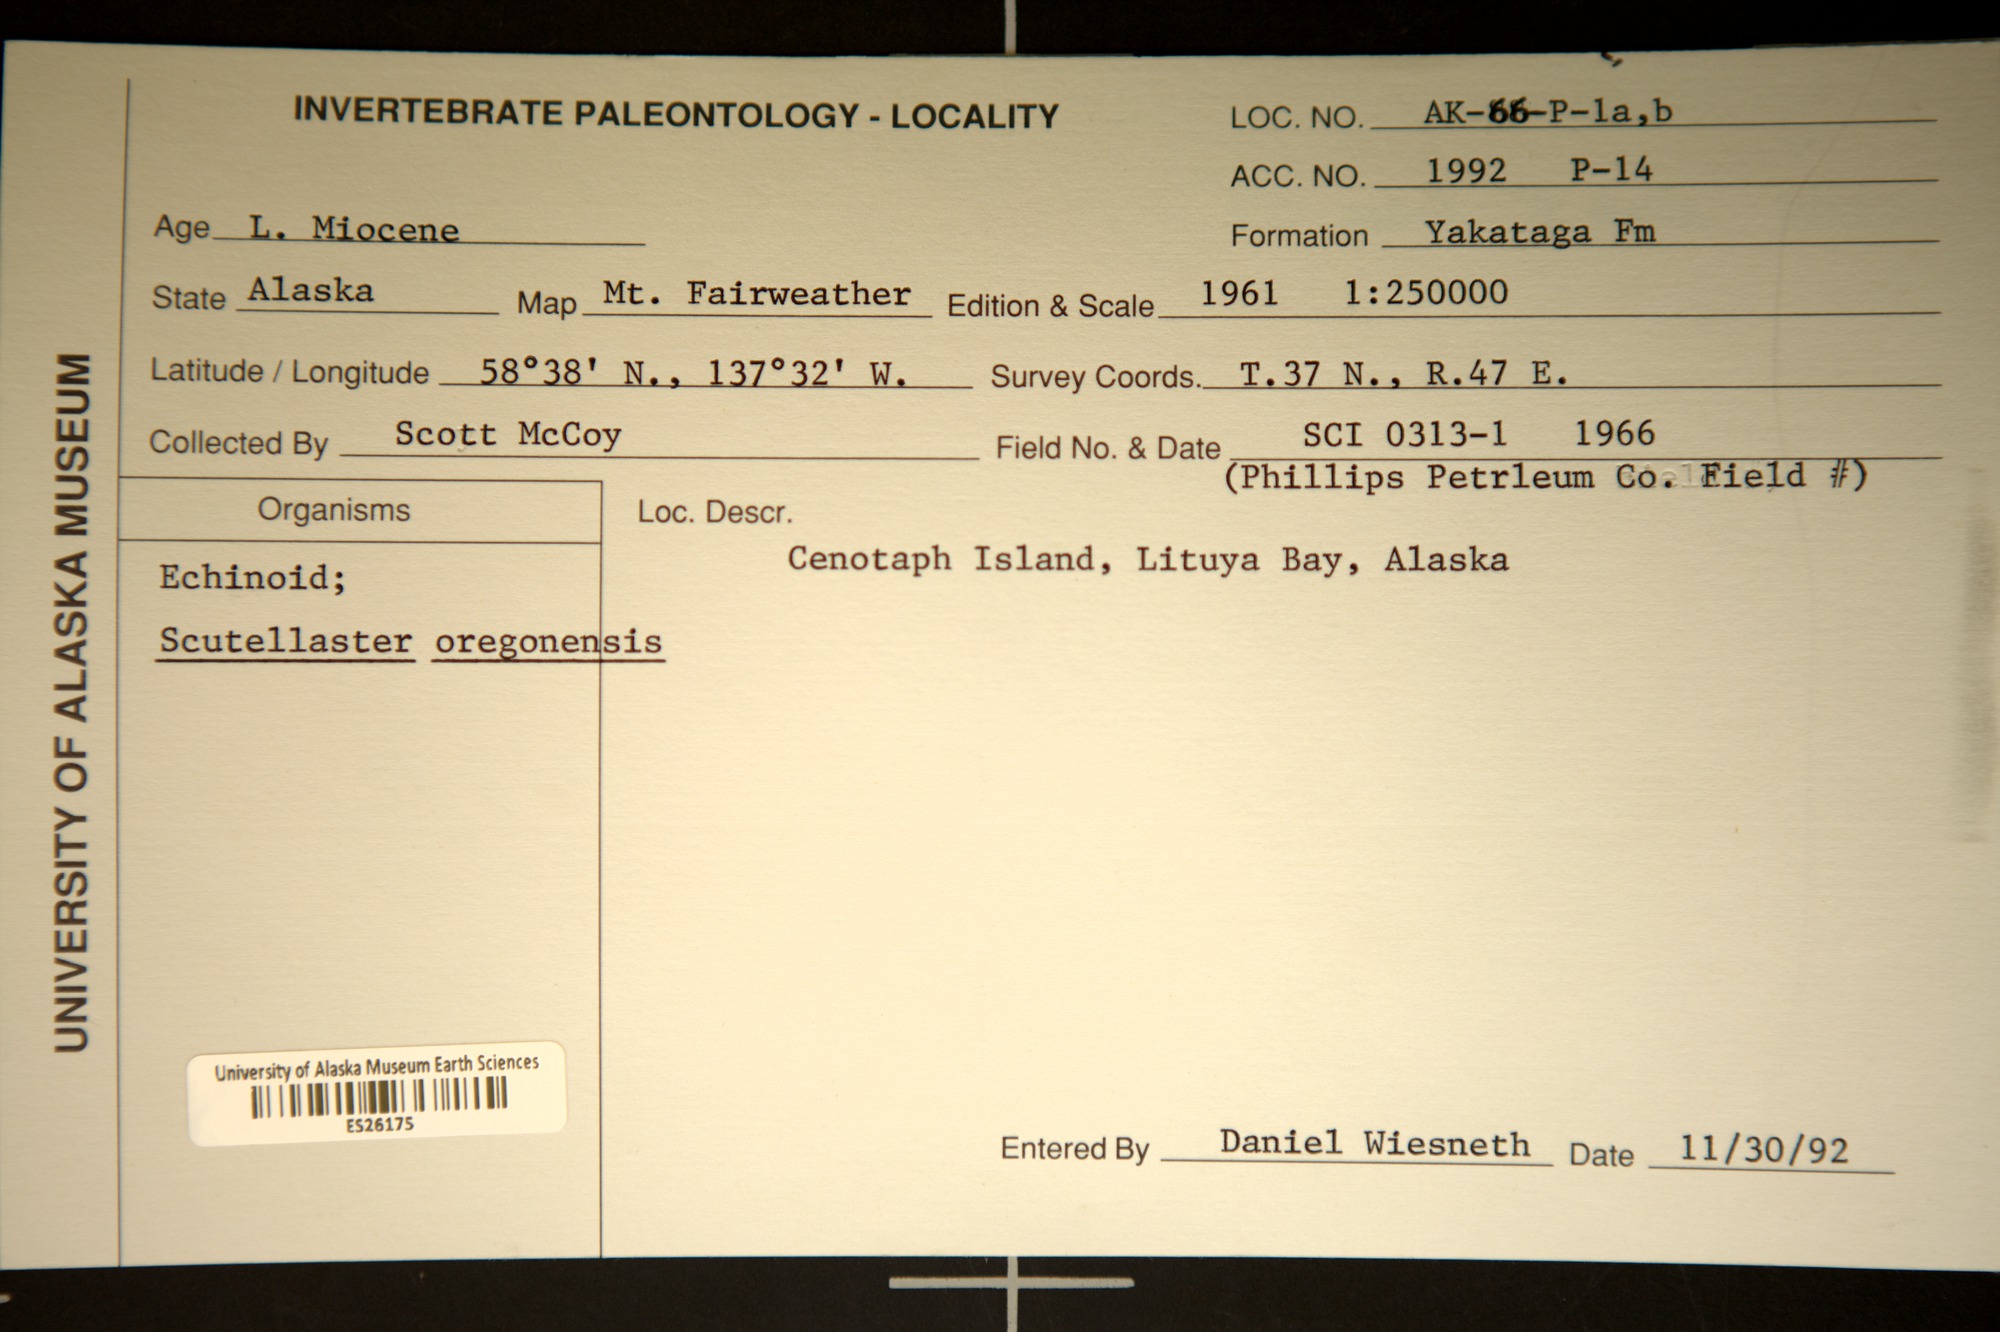 INVERTEBRATE PALEONTOLOGY - LOCALITY
LOC. NO. AK-66-P-1a,b
ACC. NO. 1992 P-14
Age L. Miocene
Formation Yakataga Fm
State Alaska Map Mt. Fairweather Edition & Scale 1961 1:250000
Latitude / Longitude 58°38' N., 137°32' W. Survey Coords. T.37 N., R.47 E.
Collected By Scott McCoy Field No. & Date SCI 0313-1 1966
(Phillips Petrleum Co. Field #)
Organisms
Loc. Descr.
Cenotaph Island, Lituya Bay, Alaska
Echinoid;
Scutellaster oregonensis
UNIVERSITY OF ALASKA MUSEUM
University of Alaska Museum Earth Sciences
ES26175
Entered By Daniel Wiesneth Date 11/30/92